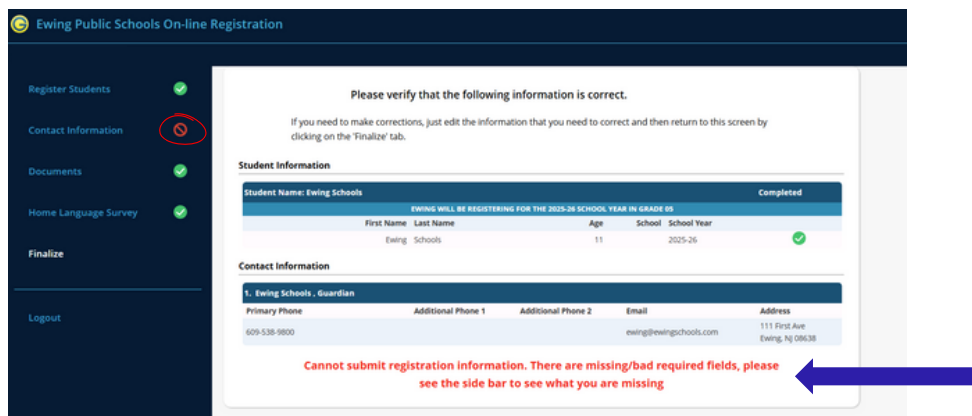 Ewing Public Schools On-line Registration
Register Students
Contact Information
Documents
Home Language Survey
Finalize
Logout
Please verify that the following information is correct.
If you need to make corrections, just edit the information that you need to correct and then return to this screen by
clicking on the 'Finalize' tab.
Student Information
Student Name: Ewing Schools Completed
EWING WILL BE REGISTERING FOR THE 2025-26 SCHOOL YEAR IN GRADE 05
First Name Last Name Age School School Year
Ewing Schools 11 2025-26
Contact Information
1. Ewing Schools , Guardian
Primary Phone Additional Phone 1 Additional Phone 2 Email Address
609-538-9800 ewing@ewingschools.com 111 First Ave
Ewing, NJ 08638
Cannot submit registration information. There are missing/bad required fields, please
see the side bar to see what you are missing